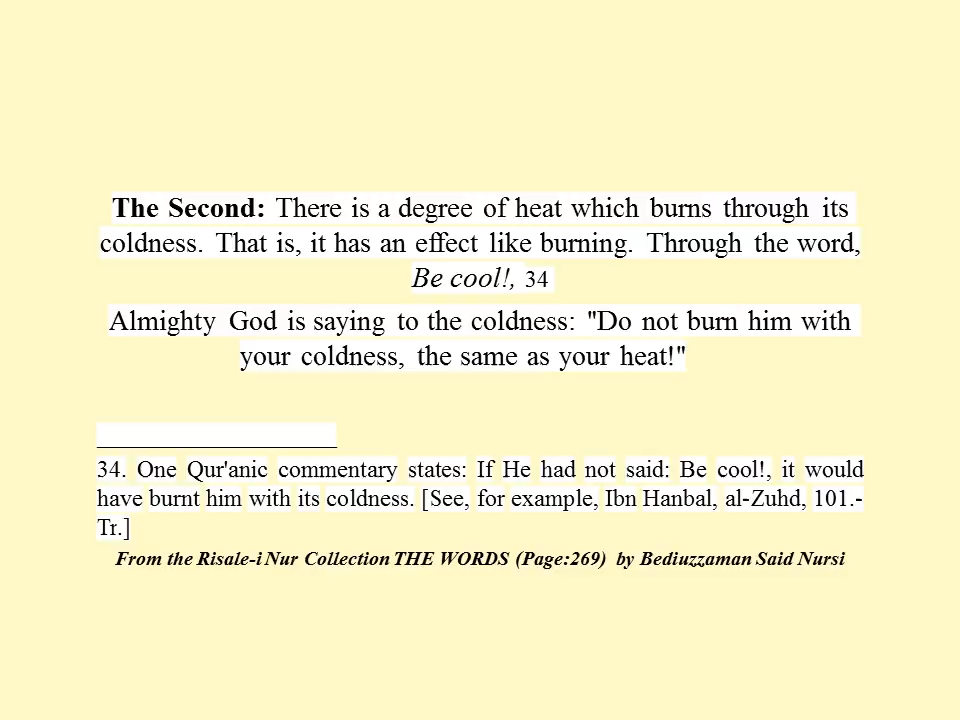 The Second: There is a degree of heat which burns through its
coldness. That is, it has an effect like burning. Through the word,
Be cool!, 34
Almighty God is saying to the coldness: "Do not burn him with
your coldness, the same as your heat!"
34. One Qur'anic commentary states: If He had not said: Be cool!, it would
have burnt him with its coldness. [See, for example, Ibn Hanbal, al-Zuhd, 101.-
Tr.]
From the Risale-i Nur Collection THE WORDS (Page:269) by Bediuzzaman Said Nursi